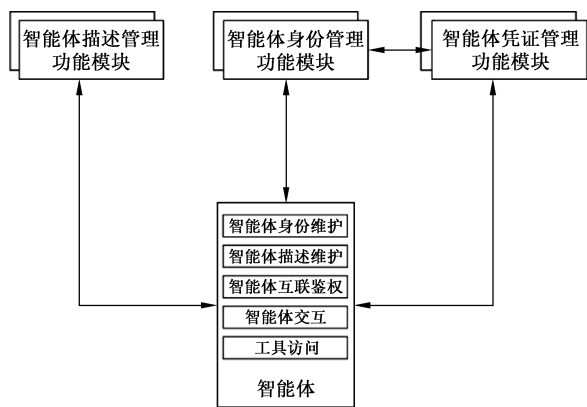 智能体描述管理
功能模块
智能体身份管理
功能模块
智能体凭证管理
功能模块
智能体身份维护
智能体描述维护
智能体互联鉴权
智能体交互
工具访问
智能体